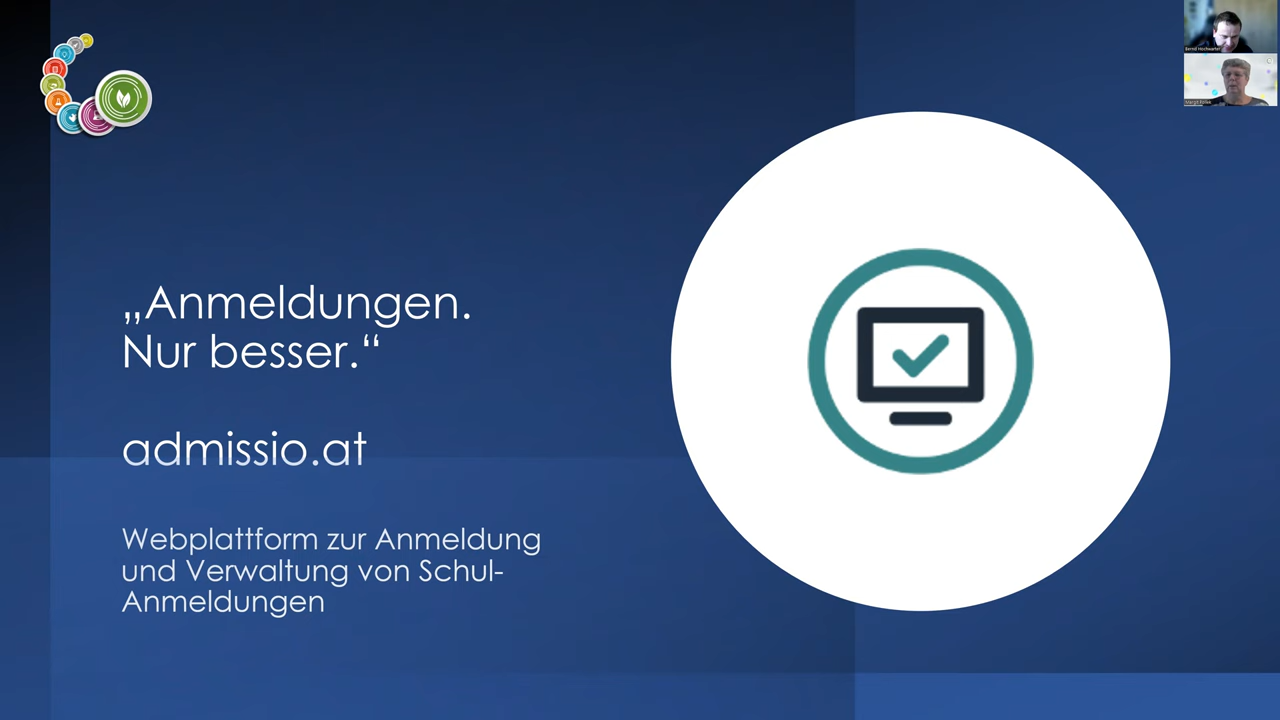 „Anmeldungen.
Nur besser.“
admissio.at
Webplattform zur Anmeldung
und Verwaltung von Schul-
Anmeldungen